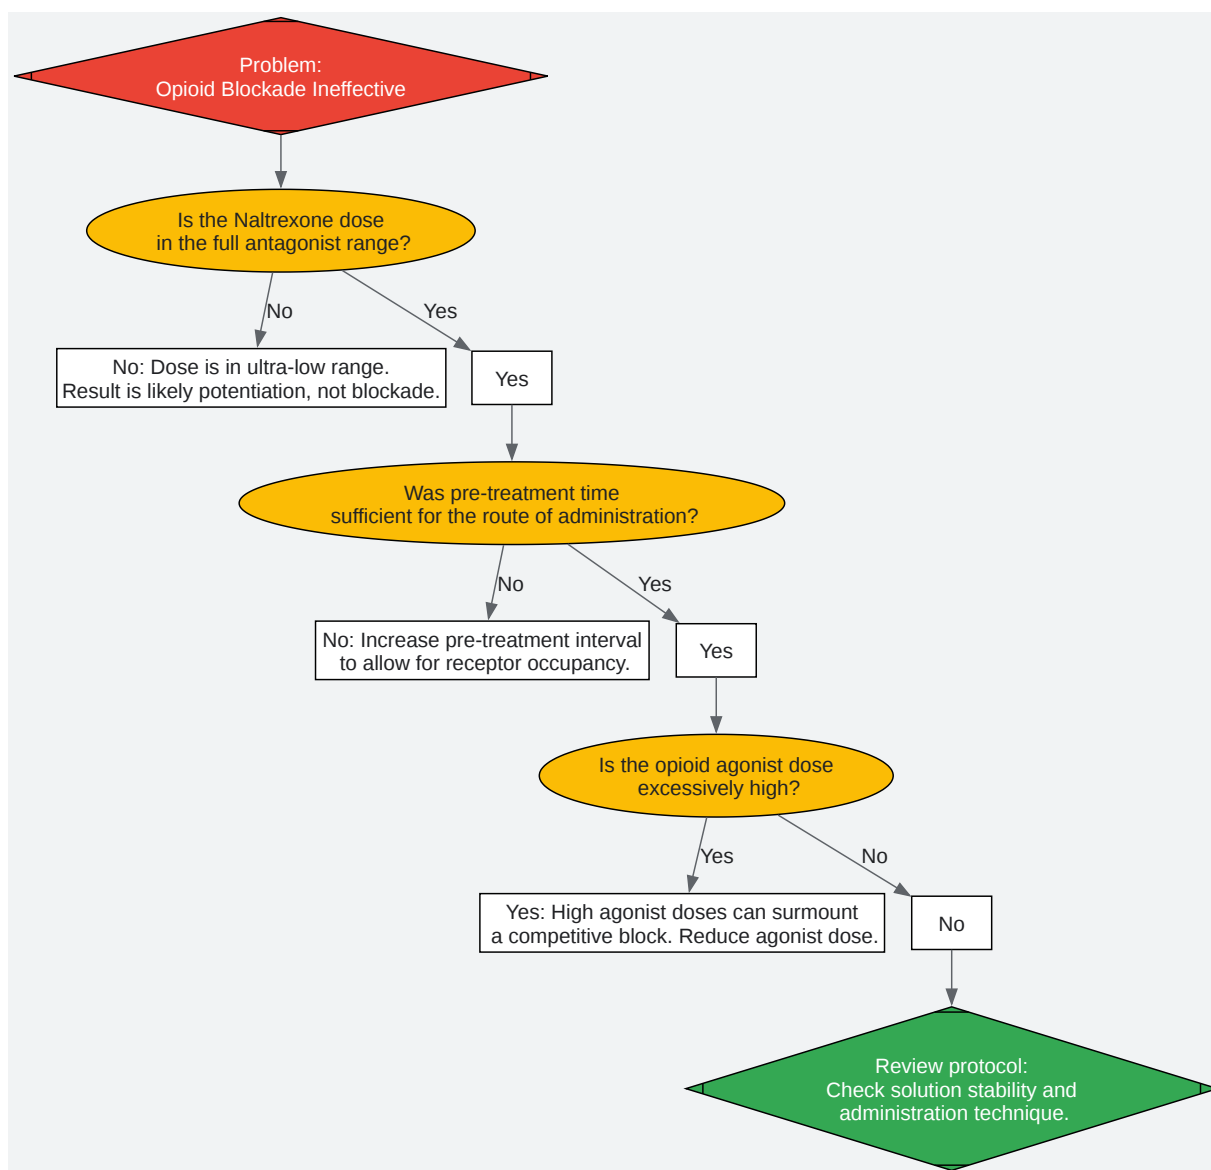 Problem:
Opioid Blockade Ineffective
Is the Naltrexone dose
in the full antagonist range?
No
Yes
No: Dose is in ultra-low range.
Result is likely potentiation, not blockade.
Yes
Was pre-treatment time
sufficient for the route of administration?
No
Yes
No: Increase pre-treatment interval
to allow for receptor occupancy.
Yes
Is the opioid agonist dose
excessively high?
Yes
No
Yes: High agonist doses can surmount
a competitive block. Reduce agonist dose.
No
Review protocol:
Check solution stability and
administration technique.